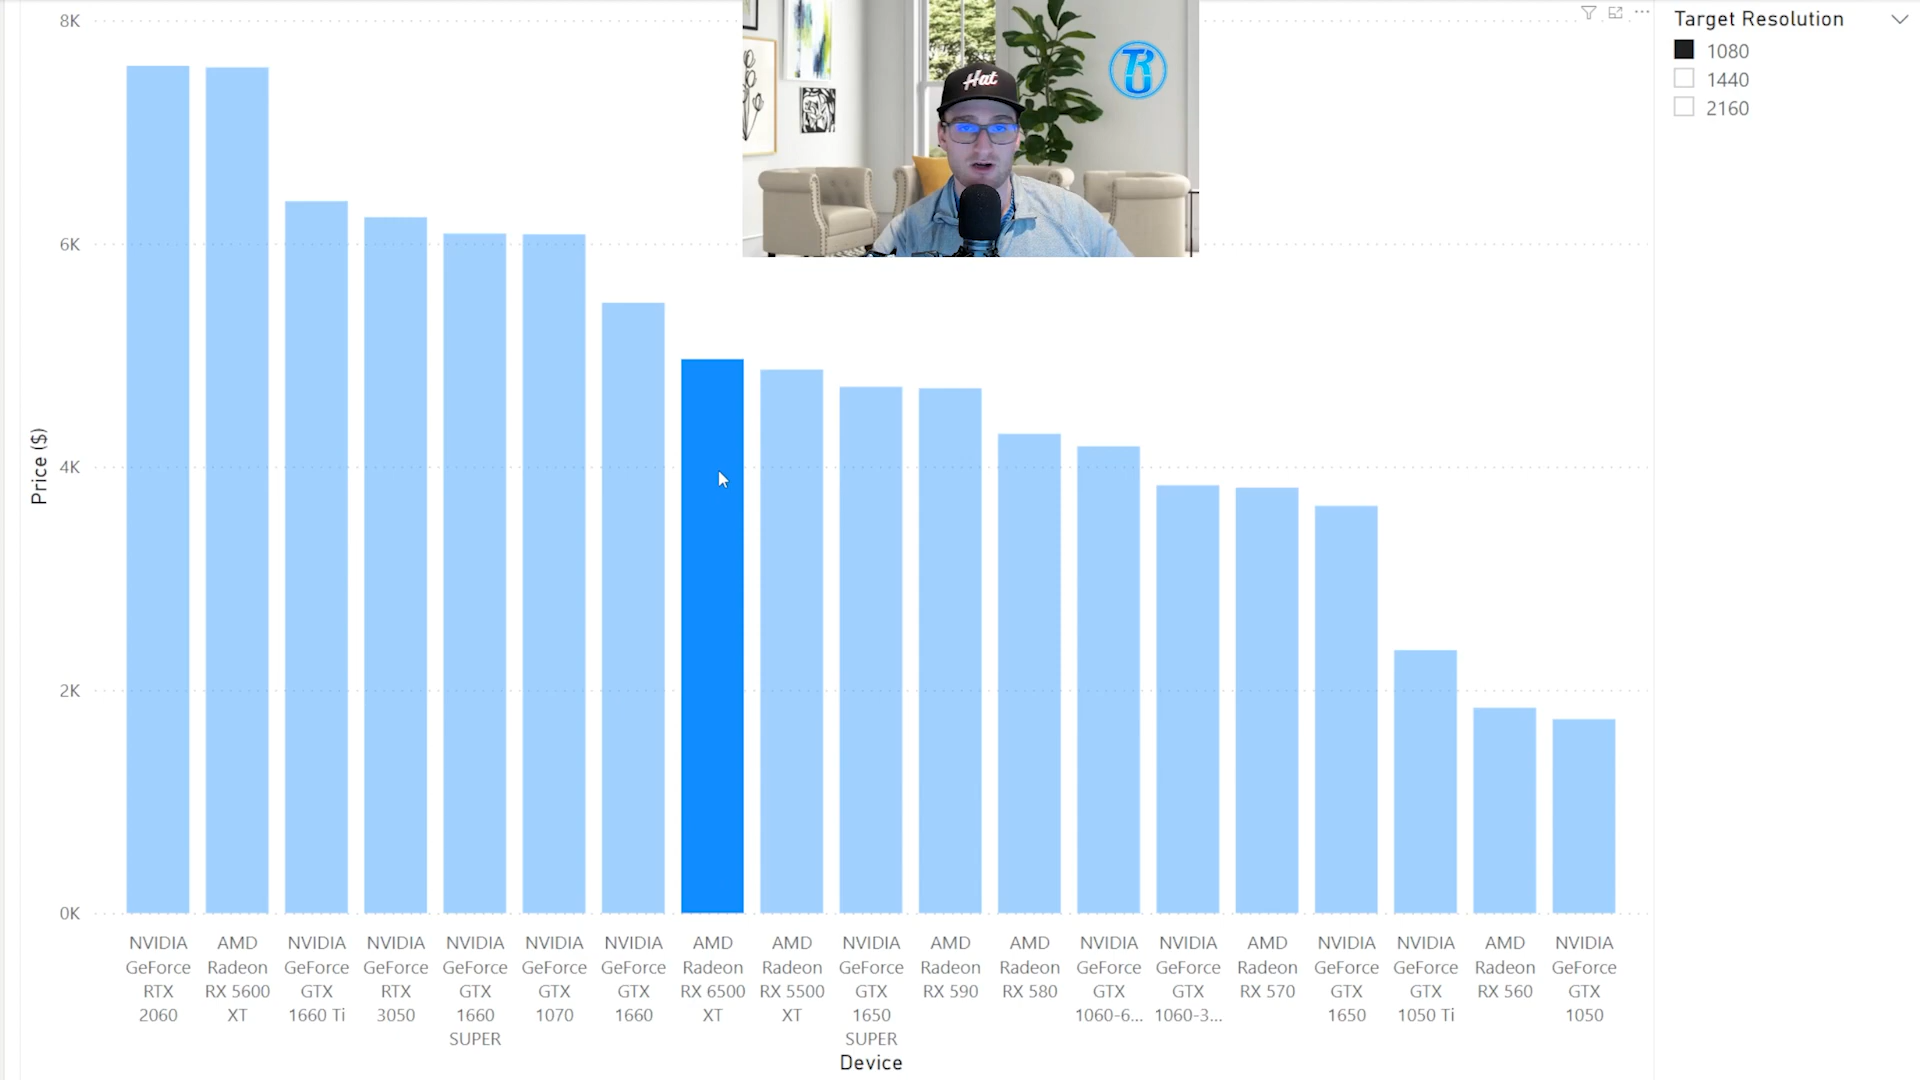 8K
6K
4K
2K
0K
Price ($)
Hat
TRU
NVIDIA GeForce RTX 2060
AMD Radeon RX 5600 XT
NVIDIA GeForce GTX 1660 Ti
NVIDIA GeForce RTX 3050
NVIDIA GeForce GTX 1660 SUPER
NVIDIA GeForce GTX 1070
NVIDIA GeForce GTX 1660
AMD Radeon RX 6500 XT
AMD Radeon RX 5500 XT
NVIDIA GeForce GTX 1650 SUPER
AMD Radeon RX 590
AMD Radeon RX 580
NVIDIA GeForce GTX 1060-6...
NVIDIA GeForce GTX 1060-3...
AMD Radeon RX 570
NVIDIA GeForce GTX 1650
NVIDIA GeForce GTX 1050 Ti
AMD Radeon RX 560
NVIDIA GeForce GTX 1050
Device
Target Resolution
1080
1440
2160